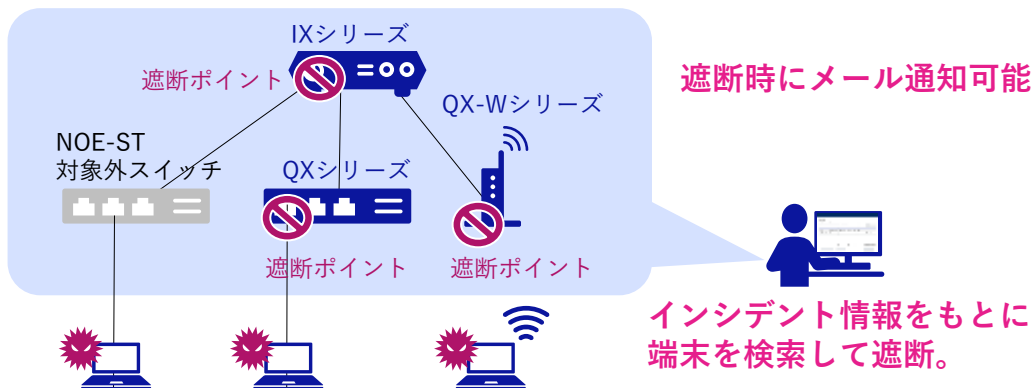 IXシリーズ
遮断ポイント
遮断時にメール通知可能
QX-Wシリーズ
NOE-ST
対象外スイッチ
QXシリーズ
遮断ポイント
遮断ポイント
インシデント情報をもとに
端末を検索して遮断。